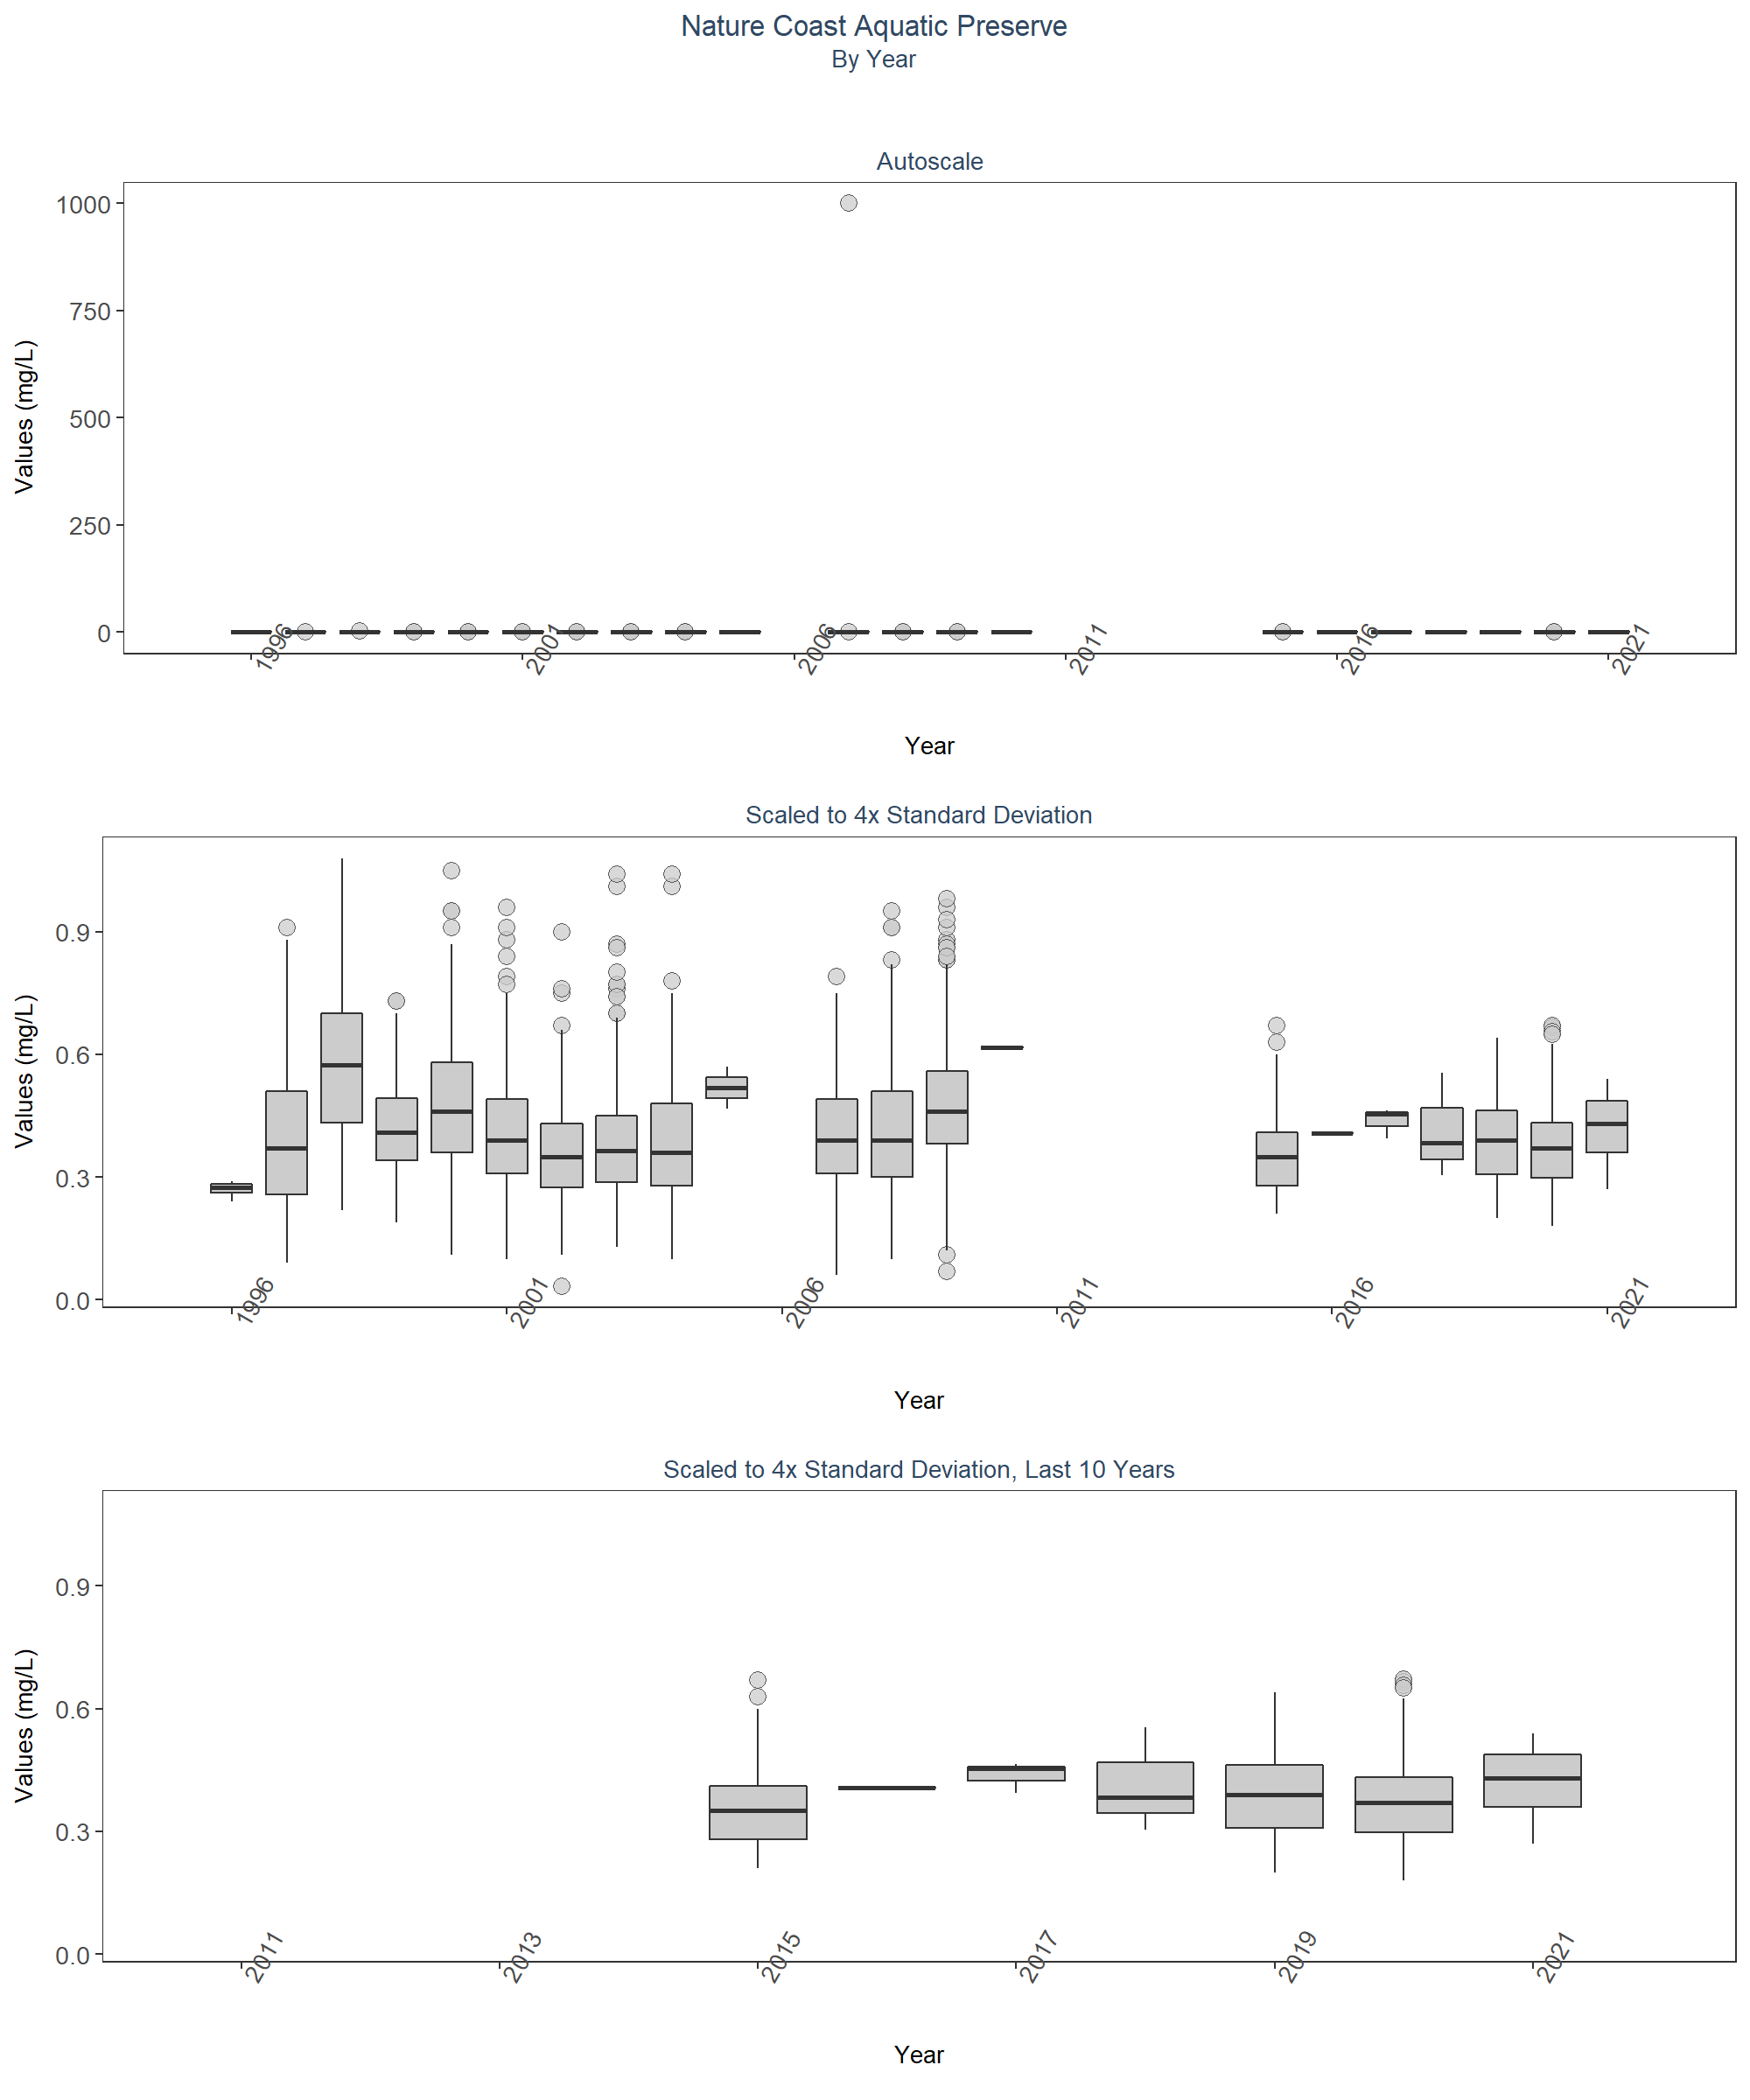 Nature Coast Aquatic Preserve
By Year
Autoscale
Values (mg/L)
1000
750
500
250
0
1996 2001 2006 2011 2016 2021
Year
Scaled to 4x Standard Deviation
Values (mg/L)
0.9
0.6
0.3
0.0
1996 2001 2006 2011 2016 2021
Year
Scaled to 4x Standard Deviation, Last 10 Years
Values (mg/L)
0.9
0.6
0.3
0.0
2011 2013 2015 2017 2019 2021
Year